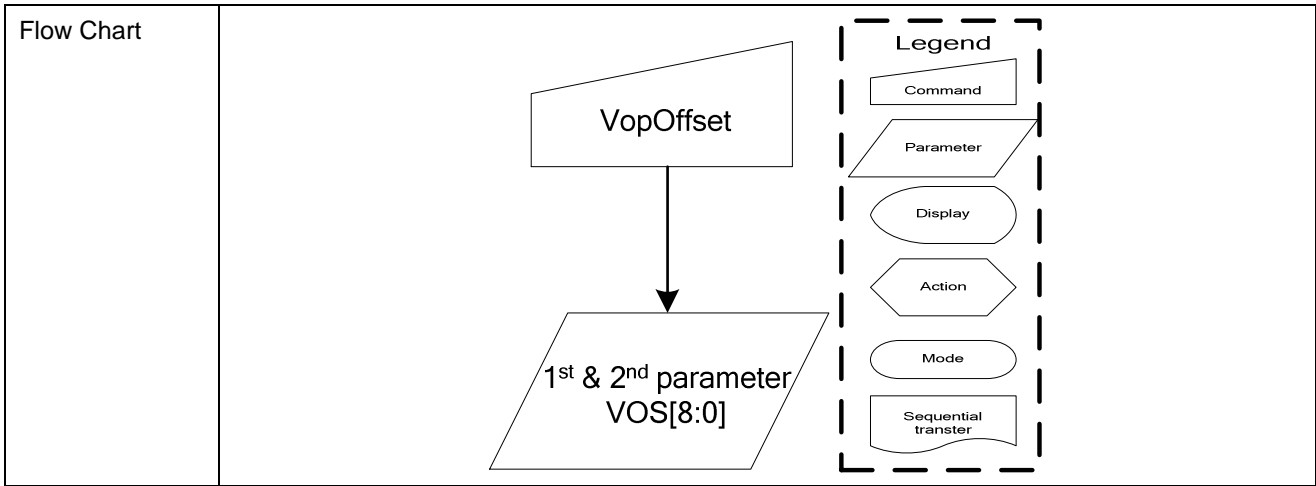 Flow Chart
VopOffset
1st & 2nd parameter
VOS[8:0]
Legend
Command
Parameter
Display
Action
Mode
Sequential
transter